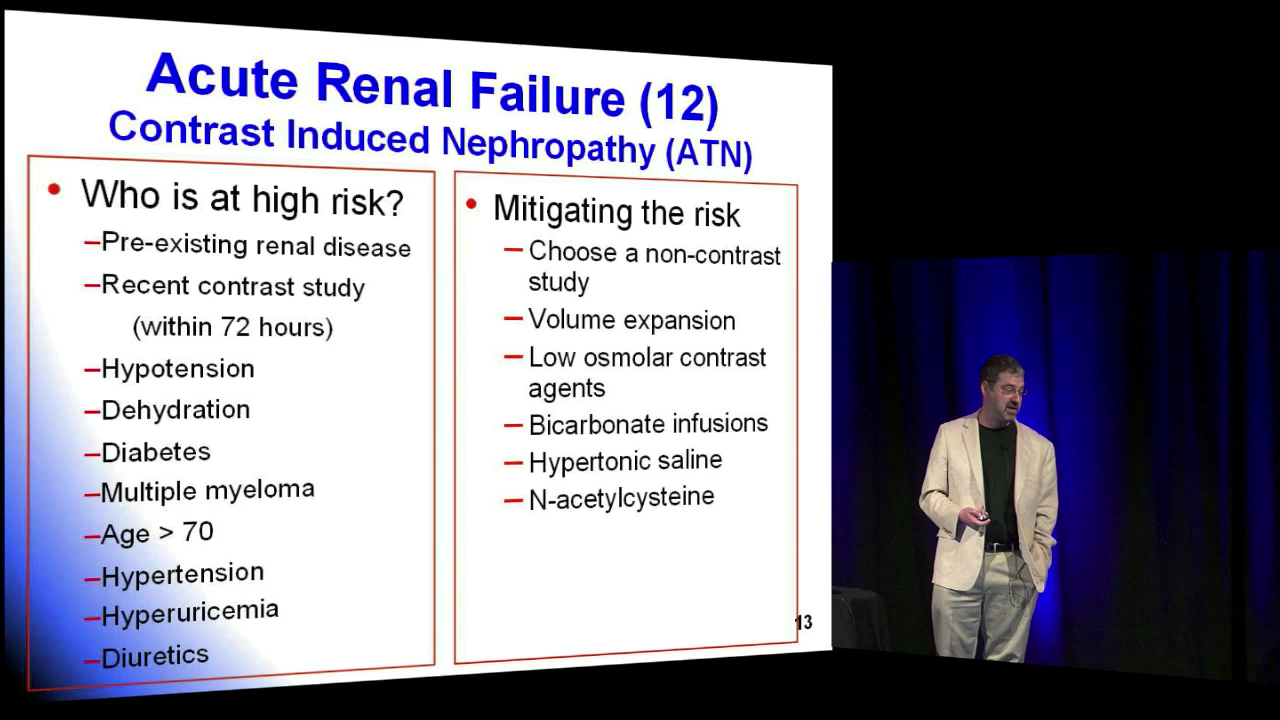 Acute Renal Failure (12)
Contrast Induced Nephropathy (ATN)
• Who is at high risk?
–Pre-existing renal disease
–Recent contrast study
(within 72 hours)
–Hypotension
–Dehydration
–Diabetes
–Multiple myeloma
–Age > 70
–Hypertension
–Hyperuricemia
–Diuretics
• Mitigating the risk
– Choose a non-contrast
study
– Volume expansion
– Low osmolar contrast
agents
– Bicarbonate infusions
– Hypertonic saline
– N-acetylcysteine
13